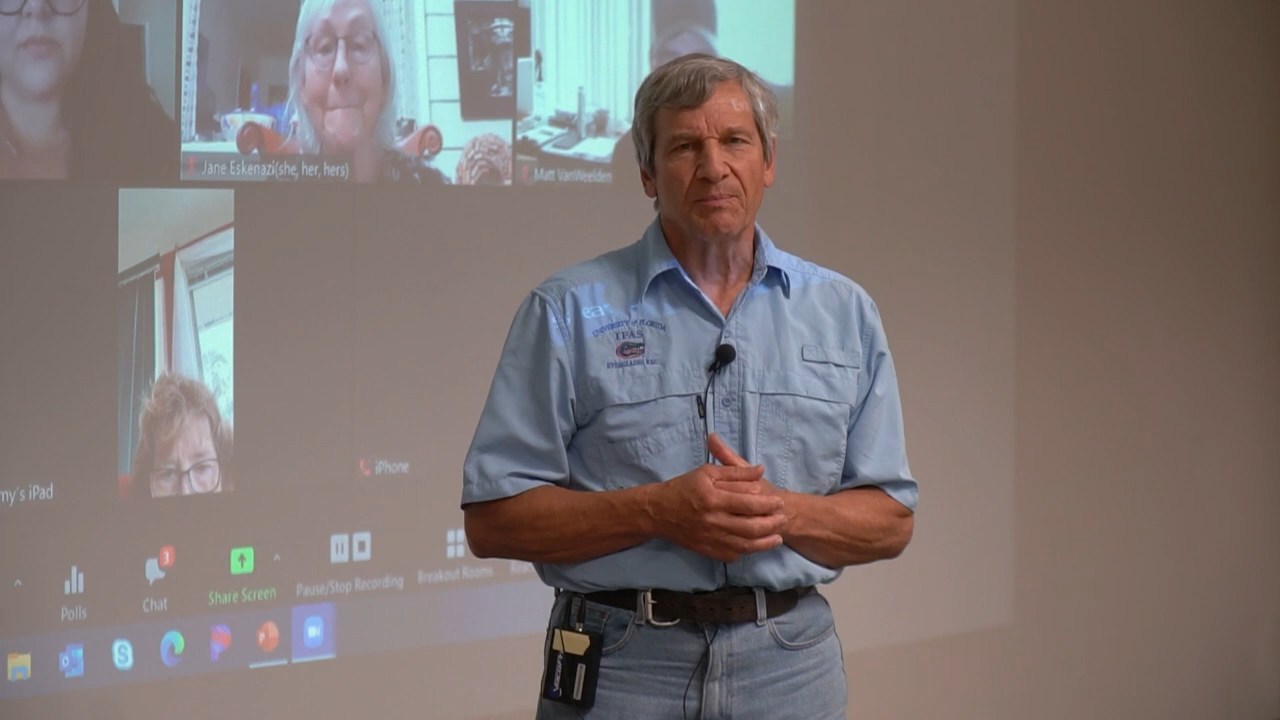 Jane Eskenazi(she, her, hers)
Matt VanWeelden
UNIVERSITY of FLORIDA
IFAS
my's iPad
iPhone
3
Polls
Chat
Share Screen
Pause/Stop Recording
Breakout Rooms